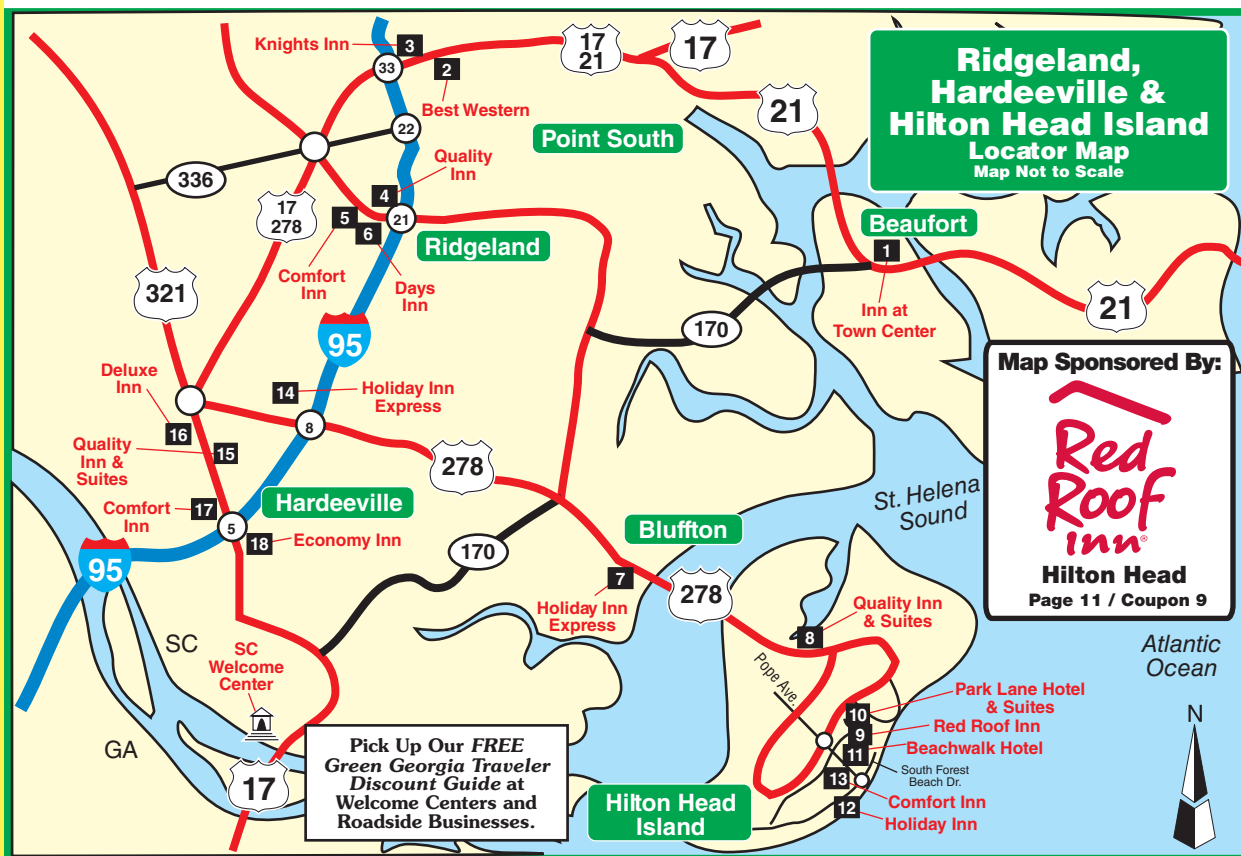 Ridgeland,
Hardeeville &
Hilton Head Island
Locator Map
Map Not to Scale
Knights Inn
3
33
2
Best Western
17
21
17
21
22
Point South
336
17
278
Quality
Inn
4
5
6
21
Ridgeland
Comfort
Inn
Days
Inn
Beaufort
1
Inn at
Town Center
21
170
321
95
Deluxe
Inn
14
Holiday Inn
Express
16
8
Quality
Inn &
Suites
15
278
Comfort
Inn
17
Hardeeville
5
18
Economy Inn
95
170
Bluffton
St. Helena
Sound
7
Holiday Inn
Express
278
Map Sponsored By:
Red
Roof
Inn®
Hilton Head
Page 11 / Coupon 9
Quality Inn
& Suites
8
Atlantic
Ocean
SC
GA
SC
Welcome
Center
17
Pope Ave.
Park Lane Hotel
& Suites
10
9
Red Roof Inn
11
Beachwalk Hotel
South Forest
Beach Dr.
13
Comfort Inn
12
Holiday Inn
Hilton Head
Island
N
Pick Up Our FREE
Green Georgia Traveler
Discount Guide at
Welcome Centers and
Roadside Businesses.